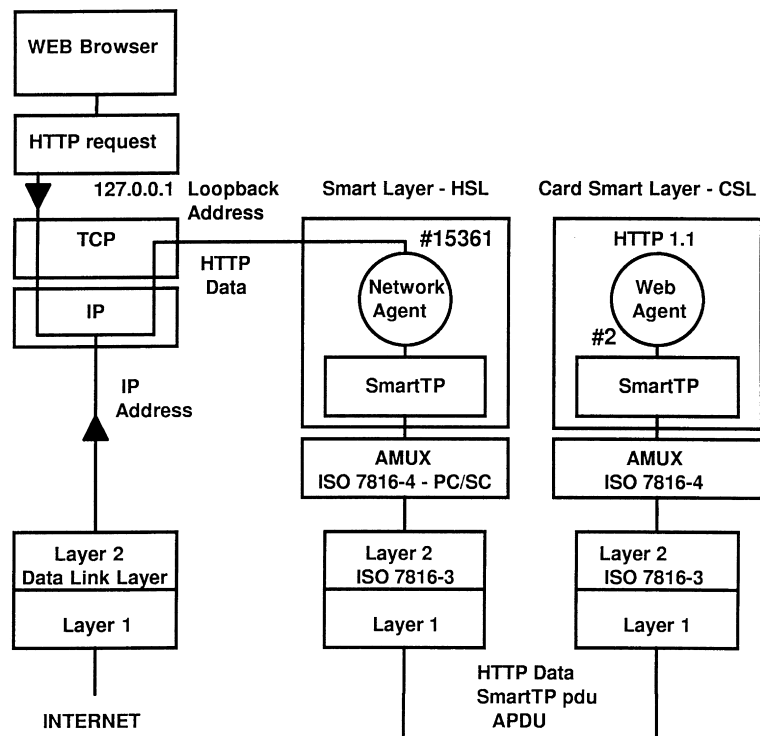 WEB Browser
HTTP request
127.0.0.1 Loopback
Address
TCP
HTTP
Data
IP
IP
Address
Layer 2
Data Link Layer
Layer 1
INTERNET
Smart Layer - HSL
#15361
Network
Agent
SmartTP
AMUX
ISO 7816-4 - PC/SC
Layer 2
ISO 7816-3
Layer 1
Card Smart Layer - CSL
HTTP 1.1
Web
Agent
#2
SmartTP
AMUX
ISO 7816-4
Layer 2
ISO 7816-3
Layer 1
HTTP Data
SmartTP pdu
APDU